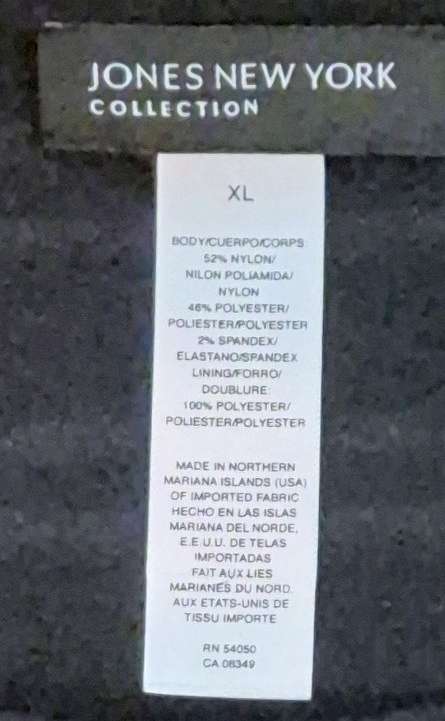 JONES NEW YORK
COLLECTION
XL
BODY/CUERPO/CORPS
52% NYLON/
NILON POLIAMIDA/
NYLON
46% POLYESTER/
POLIESTER/POLYESTER
2% SPANDEX/
ELASTANO/SPANDEX
LINING/FORRO/
DOUBLURE:
100% POLYESTER/
POLIESTER/POLYESTER
MADE IN NORTHERN
MARIANA ISLANDS (USA)
OF IMPORTED FABRIC
HECHO EN LAS ISLAS
MARIANA DEL NORDE,
E.E.U.U. DE TELAS
IMPORTADAS
FAIT AUX LIES
MARIANES DU NORD.
AUX ETATS-UNIS DE
TISSU IMPORTE
RN 54050
CA 08349